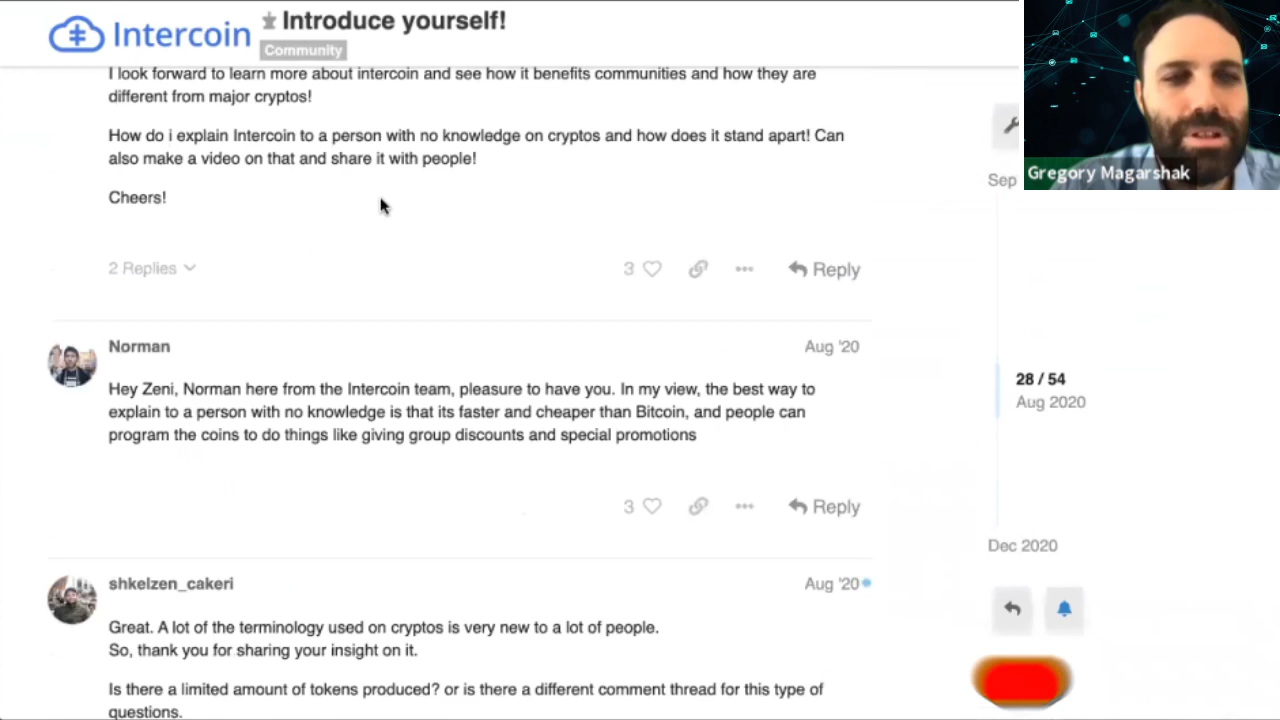 Intercoin
Introduce yourself!
Community
I look forward to learn more about intercoin and see how it benefits communities and how they are
different from major cryptos!
How do i explain Intercoin to a person with no knowledge on cryptos and how does it stand apart! Can
also make a video on that and share it with people!
Cheers!
2 Replies
3
Reply
Norman
Aug '20
Hey Zeni, Norman here from the Intercoin team, pleasure to have you. In my view, the best way to
explain to a person with no knowledge is that its faster and cheaper than Bitcoin, and people can
program the coins to do things like giving group discounts and special promotions
3
Reply
shkelzen_cakeri
Aug '20
Great. A lot of the terminology used on cryptos is very new to a lot of people.
So, thank you for sharing your insight on it.
Is there a limited amount of tokens produced? or is there a different comment thread for this type of
questions.
Gregory Magarshak
Sep
28 / 54
Aug 2020
Dec 2020